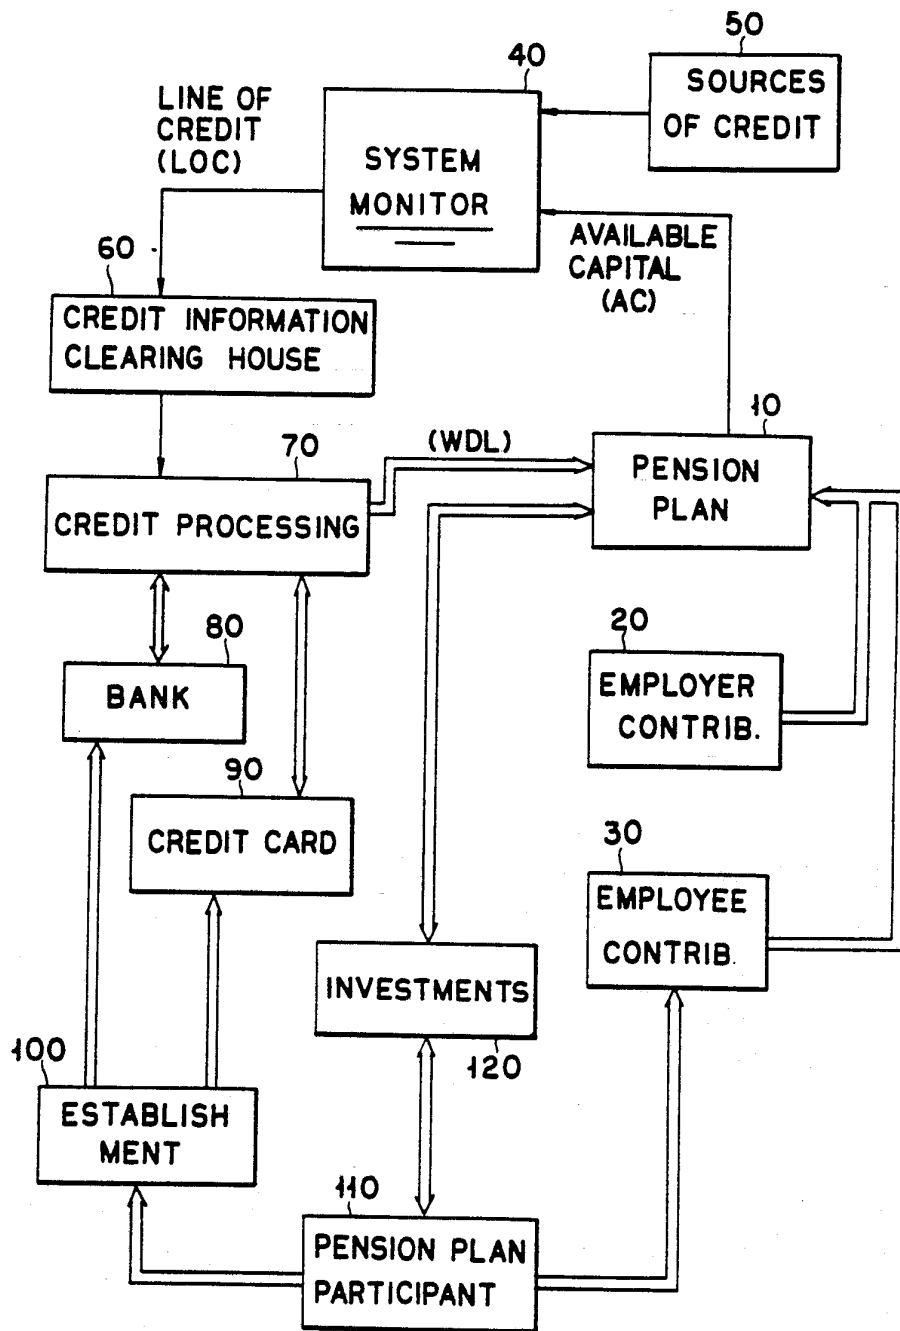 50
SOURCES
OF CREDIT
40
SYSTEM
MONITOR
LINE OF
CREDIT
(LOC)
AVAILABLE
CAPITAL
(AC)
60
CREDIT INFORMATION
CLEARING HOUSE
10
PENSION
PLAN
(WDL)
70
CREDIT PROCESSING
80
BANK
20
EMPLOYER
CONTRIB.
90
CREDIT CARD
30
EMPLOYEE
CONTRIB.
INVESTMENTS
120
100
ESTABLISH
MENT
110
PENSION PLAN
PARTICIPANT